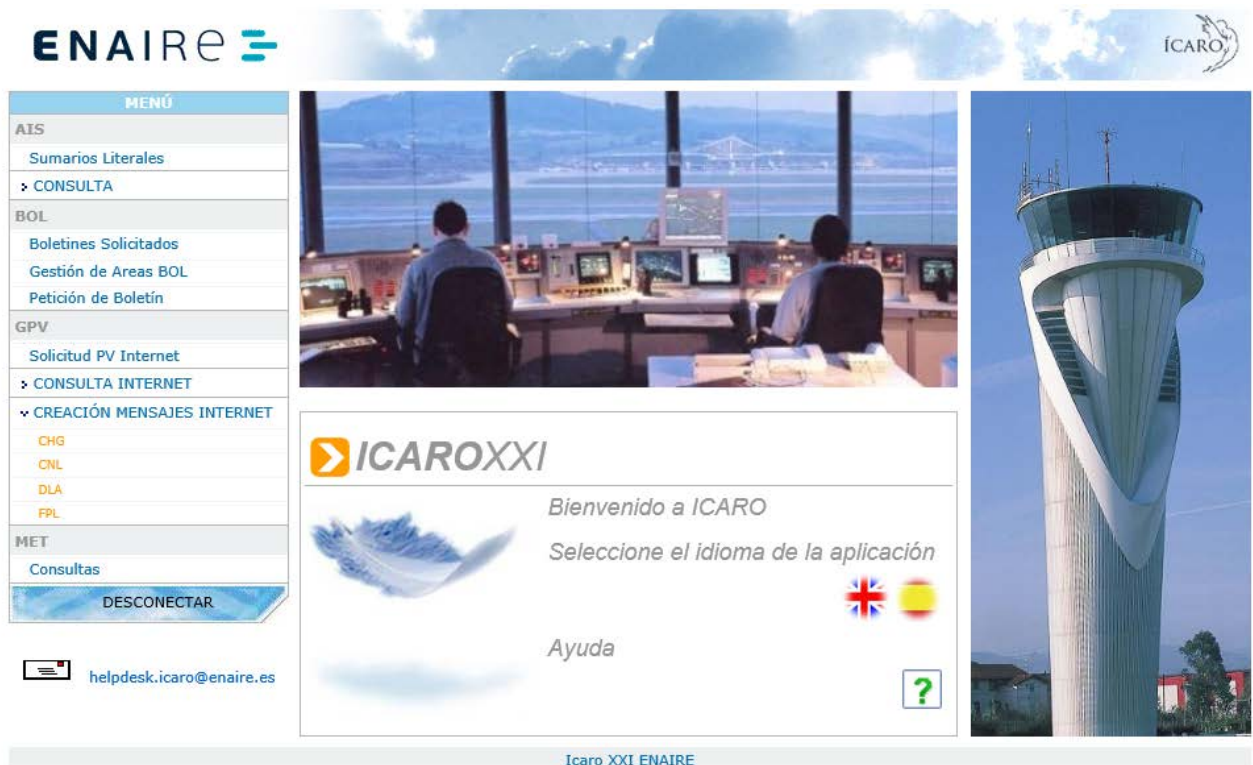 ENAIRe
ÍCARO
MENÚ
AIS
Sumarios Literales
CONSULTA
BOL
Boletines Solicitados
Gestión de Areas BOL
Petición de Boletín
GPV
Solicitud PV Internet
CONSULTA INTERNET
CREACIÓN MENSAJES INTERNET
CHG
CNL
DLA
FPL
MET
Consultas
DESCONECTAR
helpdesk.icaro@enaire.es
ICAROXXI
Bienvenido a ICARO
Seleccione el idioma de la aplicación
Ayuda
?
Icaro XXI ENAIRE